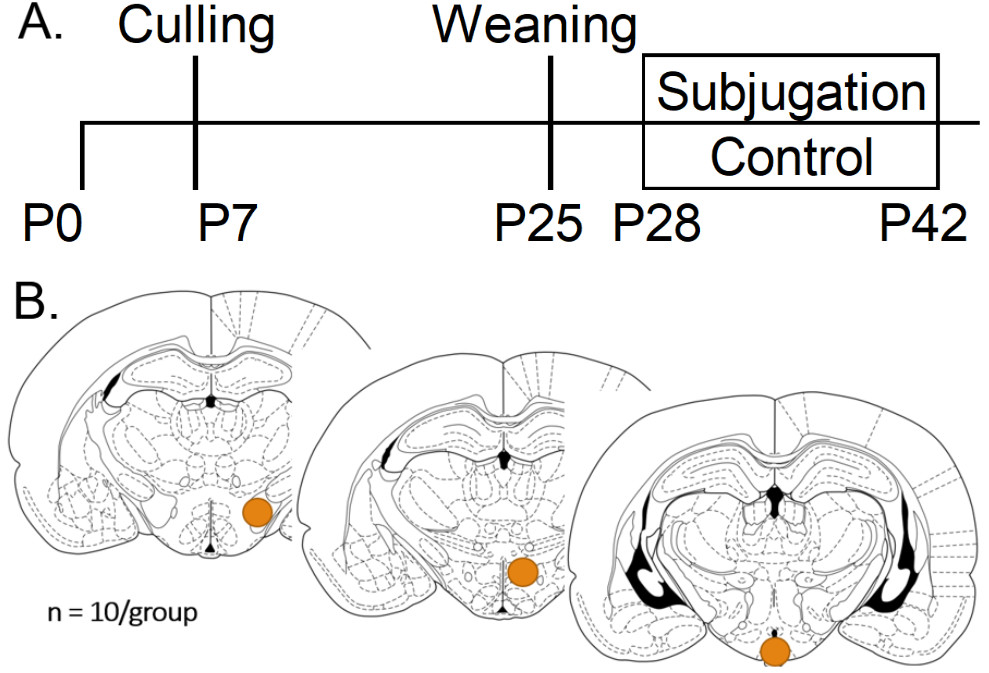 A.
Culling
Weaning
Subjugation
Control
P0
P7
P25
P28
P42
B.
n = 10/group